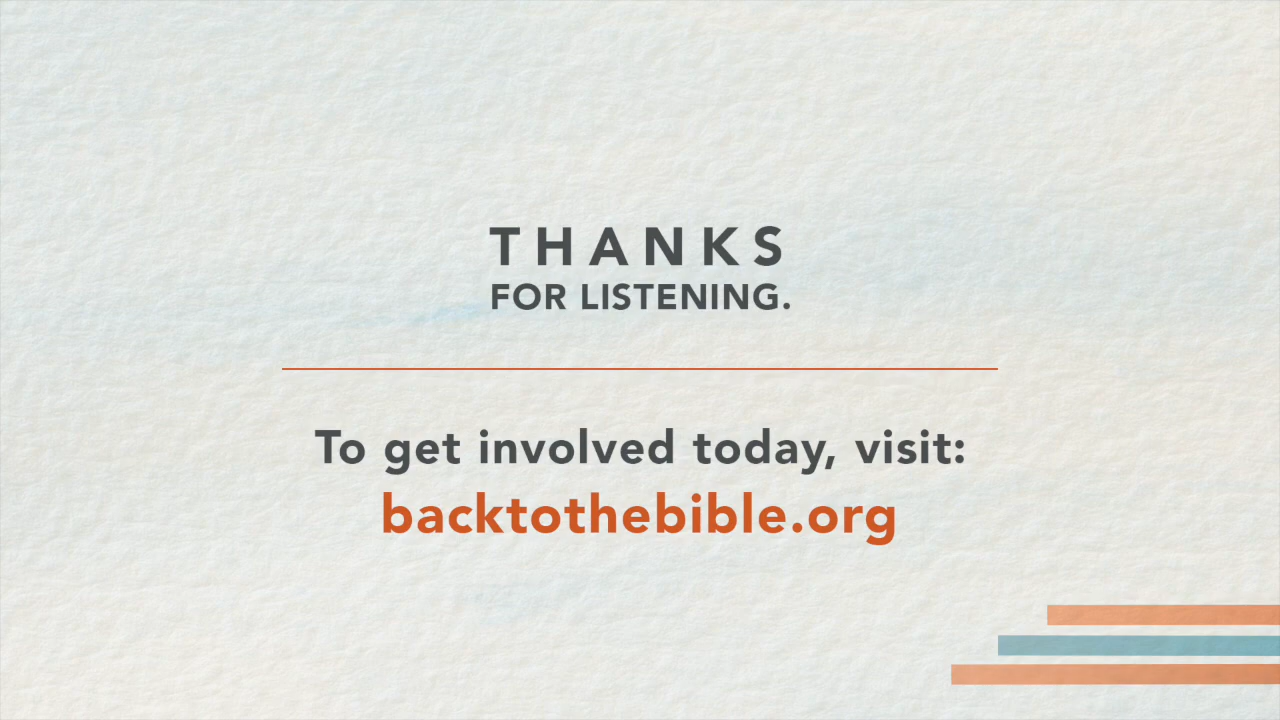 THANKS
FOR LISTENING.
To get involved today, visit:
backtothebible.org